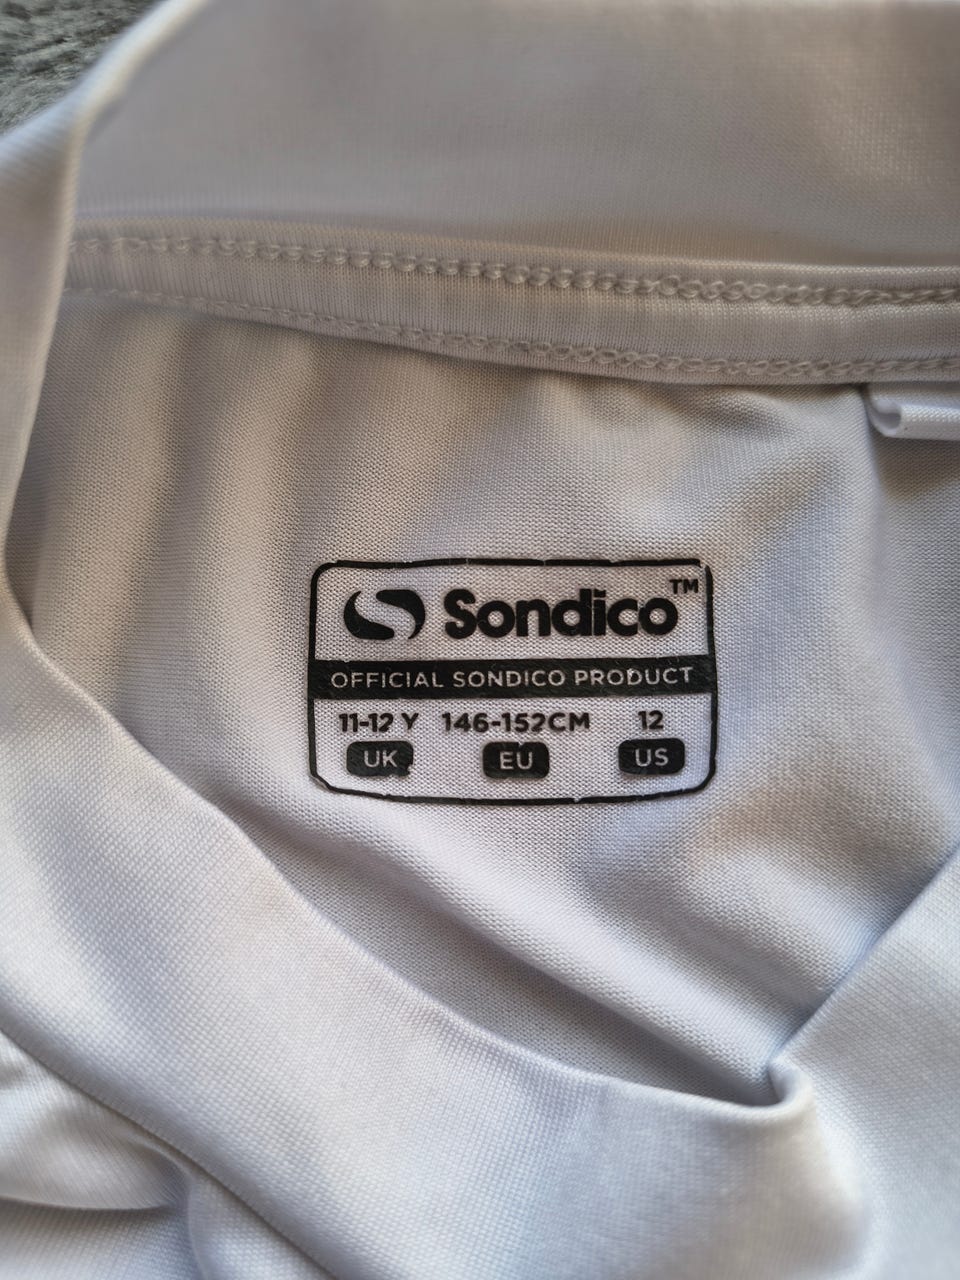 Sondico™
OFFICIAL SONDICO PRODUCT
11-12 Y 146-152CM 12
UK EU US